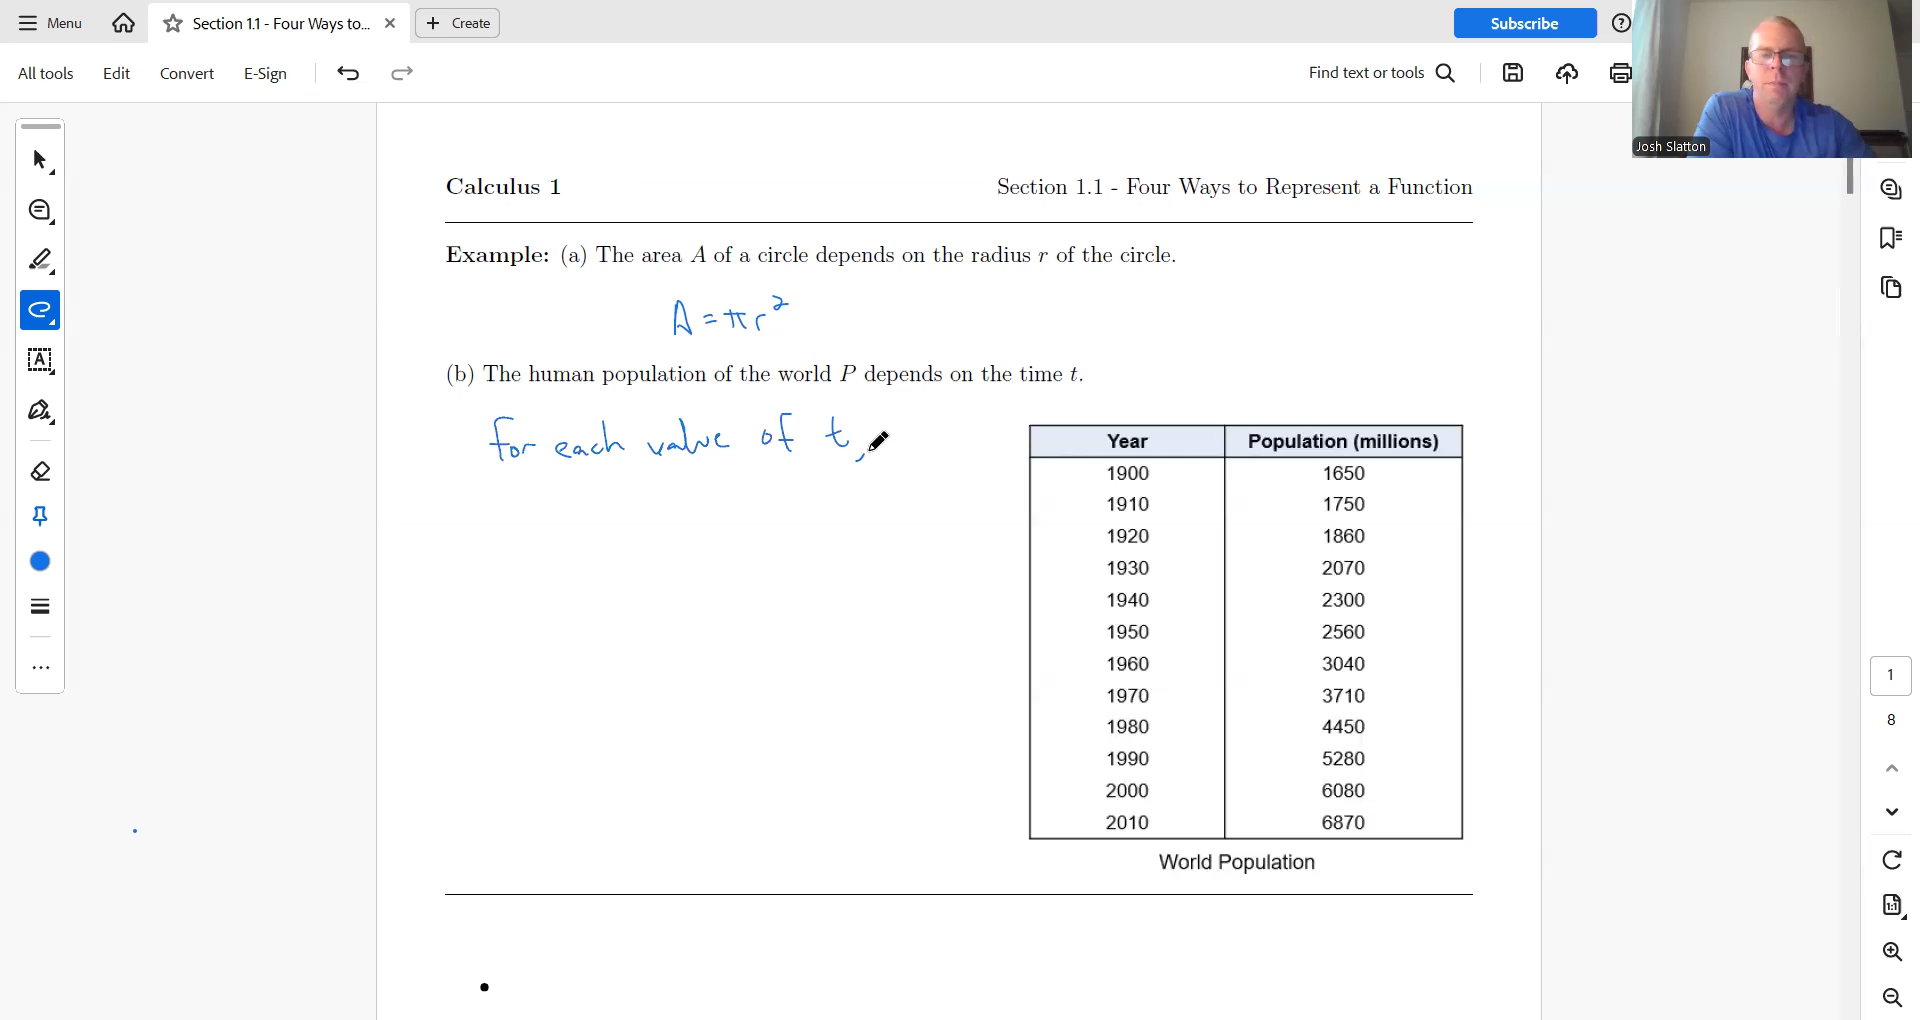 Menu
Section 1.1 - Four Ways to...
Create
Subscribe
All tools
Edit
Convert
E-Sign
Find text or tools
Josh Slatton
Calculus 1 Section 1.1 - Four Ways to Represent a Function
Example: (a) The area A of a circle depends on the radius r of the circle.
A = πr²
(b) The human population of the world P depends on the time t.
for each value of t,
Year Population (millions)
1900 1650
1910 1750
1920 1860
1930 2070
1940 2300
1950 2560
1960 3040
1970 3710
1980 4450
1990 5280
2000 6080
2010 6870
World Population
1
8